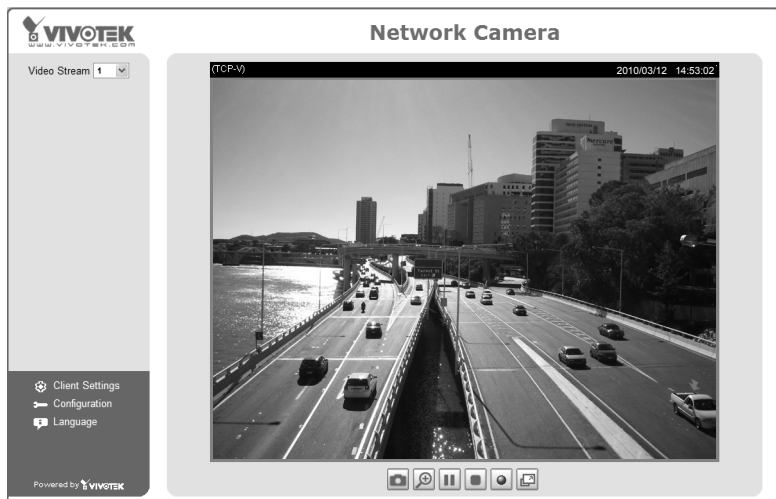 VIVOTEK
www.vivotek.com
Network Camera
Video Stream 1
(TCP-V) 2010/03/12 14:53:02
Mercure
Client Settings
Configuration
Language
Powered by VIVOTEK